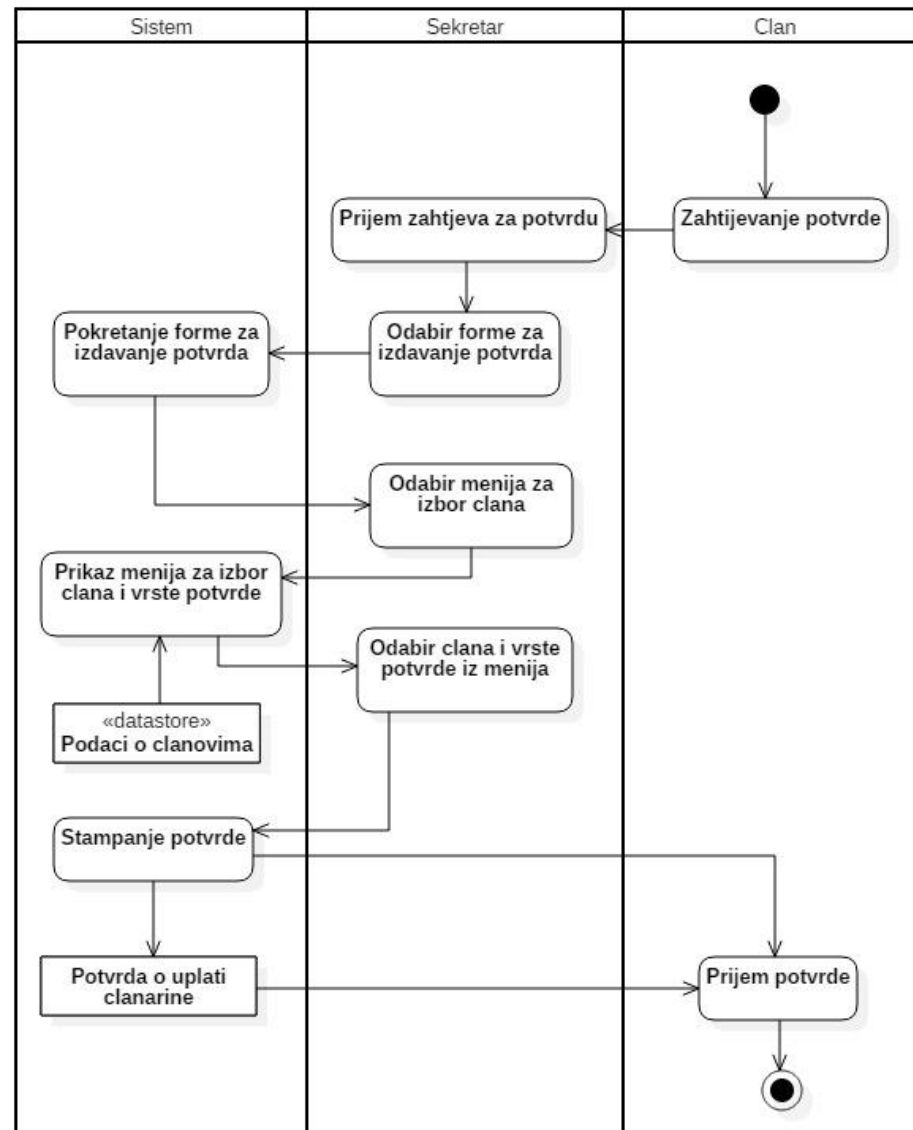 Sistem
Sekretar
Clan
Prijem zahtjeva za potvrdu
Zahtijevanje potvrde
Pokretanje forme za
izdavanje potvrda
Odabir forme za
izdavanje potvrda
Odabir menija za
izbor clana
Prikaz menija za izbor
clana i vrste potvrde
Odabir clana i vrste
potvrde iz menija
«datastore»
Podaci o clanovima
Stampanje potvrde
Potvrda o uplati
clanarine
Prijem potvrde